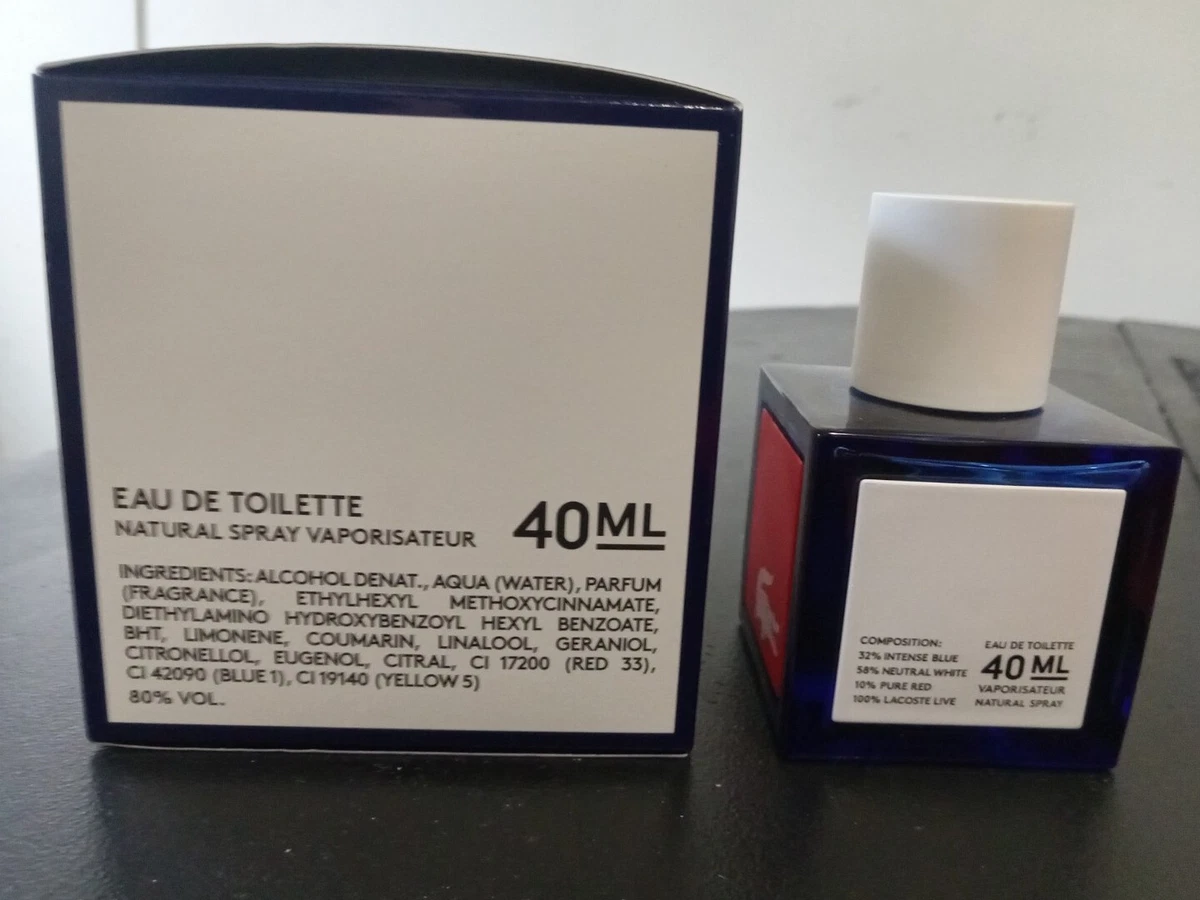 EAU DE TOILETTE
NATURAL SPRAY VAPORISATEUR
40ML
INGREDIENTS: ALCOHOL DENAT., AQUA (WATER), PARFUM
(FRAGRANCE), ETHYLHEXYL METHOXYCINNAMATE,
DIETHYLAMINO HYDROXYBENZOYL HEXYL BENZOATE,
BHT, LIMONENE, COUMARIN, LINALOOL, GERANIOL,
CITRONELLOL, EUGENOL, CITRAL, CI 17200 (RED 33),
CI 42090 (BLUE 1), CI 19140 (YELLOW 5)
80% VOL.
COMPOSITION:
32% INTENSE BLUE
58% NEUTRAL WHITE
10% PURE RED
100% LACOSTE LIVE
EAU DE TOILETTE
40 ML
VAPORISATEUR
NATURAL SPRAY